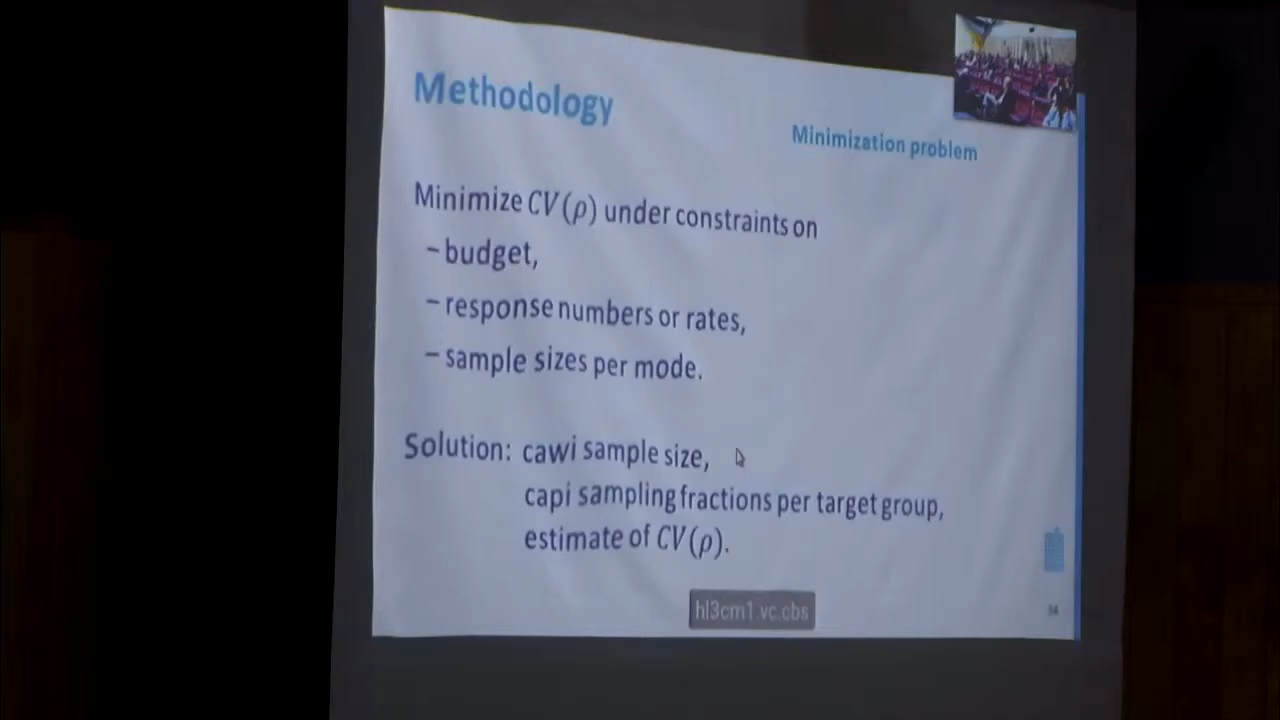 Methodology
Minimization problem
Minimize CV(ρ) under constraints on
– budget,
– response numbers or rates,
– sample sizes per mode.
Solution: cawi sample size,
capi sampling fractions per target group,
estimate of CV(ρ).
hl3cm1.vc.cbs